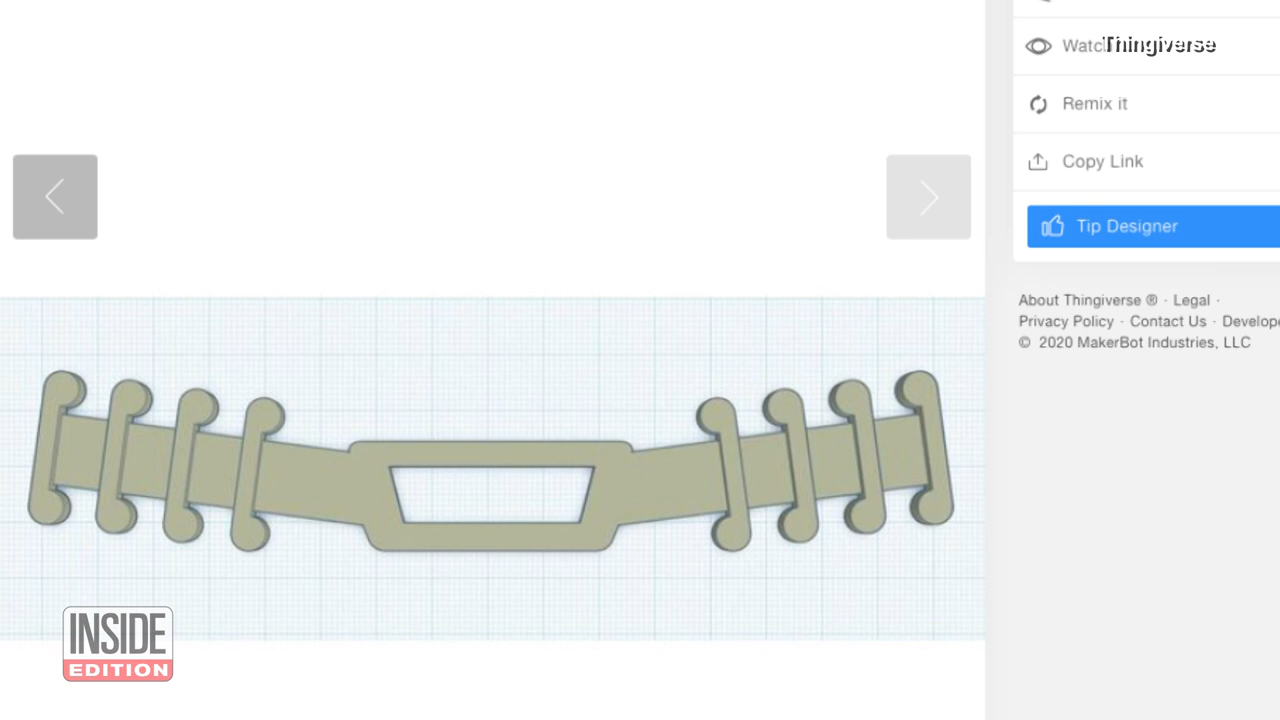 Thingiverse
Remix it
Copy Link
Tip Designer
About Thingiverse ® · Legal ·
Privacy Policy · Contact Us ·
© 2020 MakerBot Industries, LLC
INSIDE
EDITION